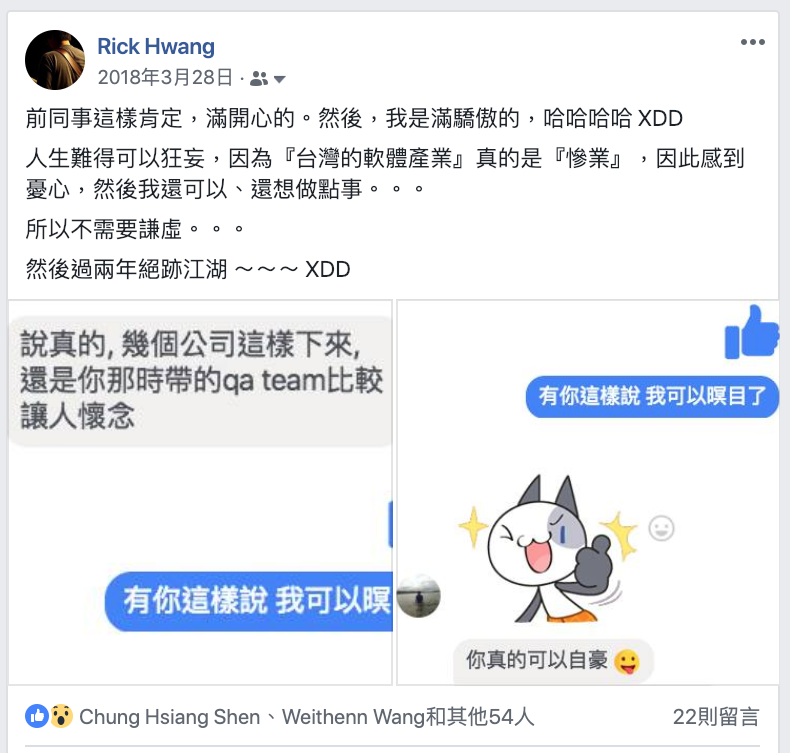 Rick Hwang
2018年3月28日 ·
前同事這樣肯定，滿開心的。然後，我是滿驕傲的，哈哈哈哈 XDD
人生難得可以狂妄，因為『台灣的軟體產業』真的是『慘業』，因此感到
憂心，然後我還可以、還想做點事。。。
所以不需要謙虛。。。
然後過兩年絕跡江湖 ～～～ XDD
說真的, 幾個公司這樣下來,
還是你那時帶的qa team比較
讓人懷念
有你這樣說 我可以暝
有你這樣說 我可以暝目了
你真的可以自豪
Chung Hsiang Shen、Weithenn Wang和其他54人
22則留言